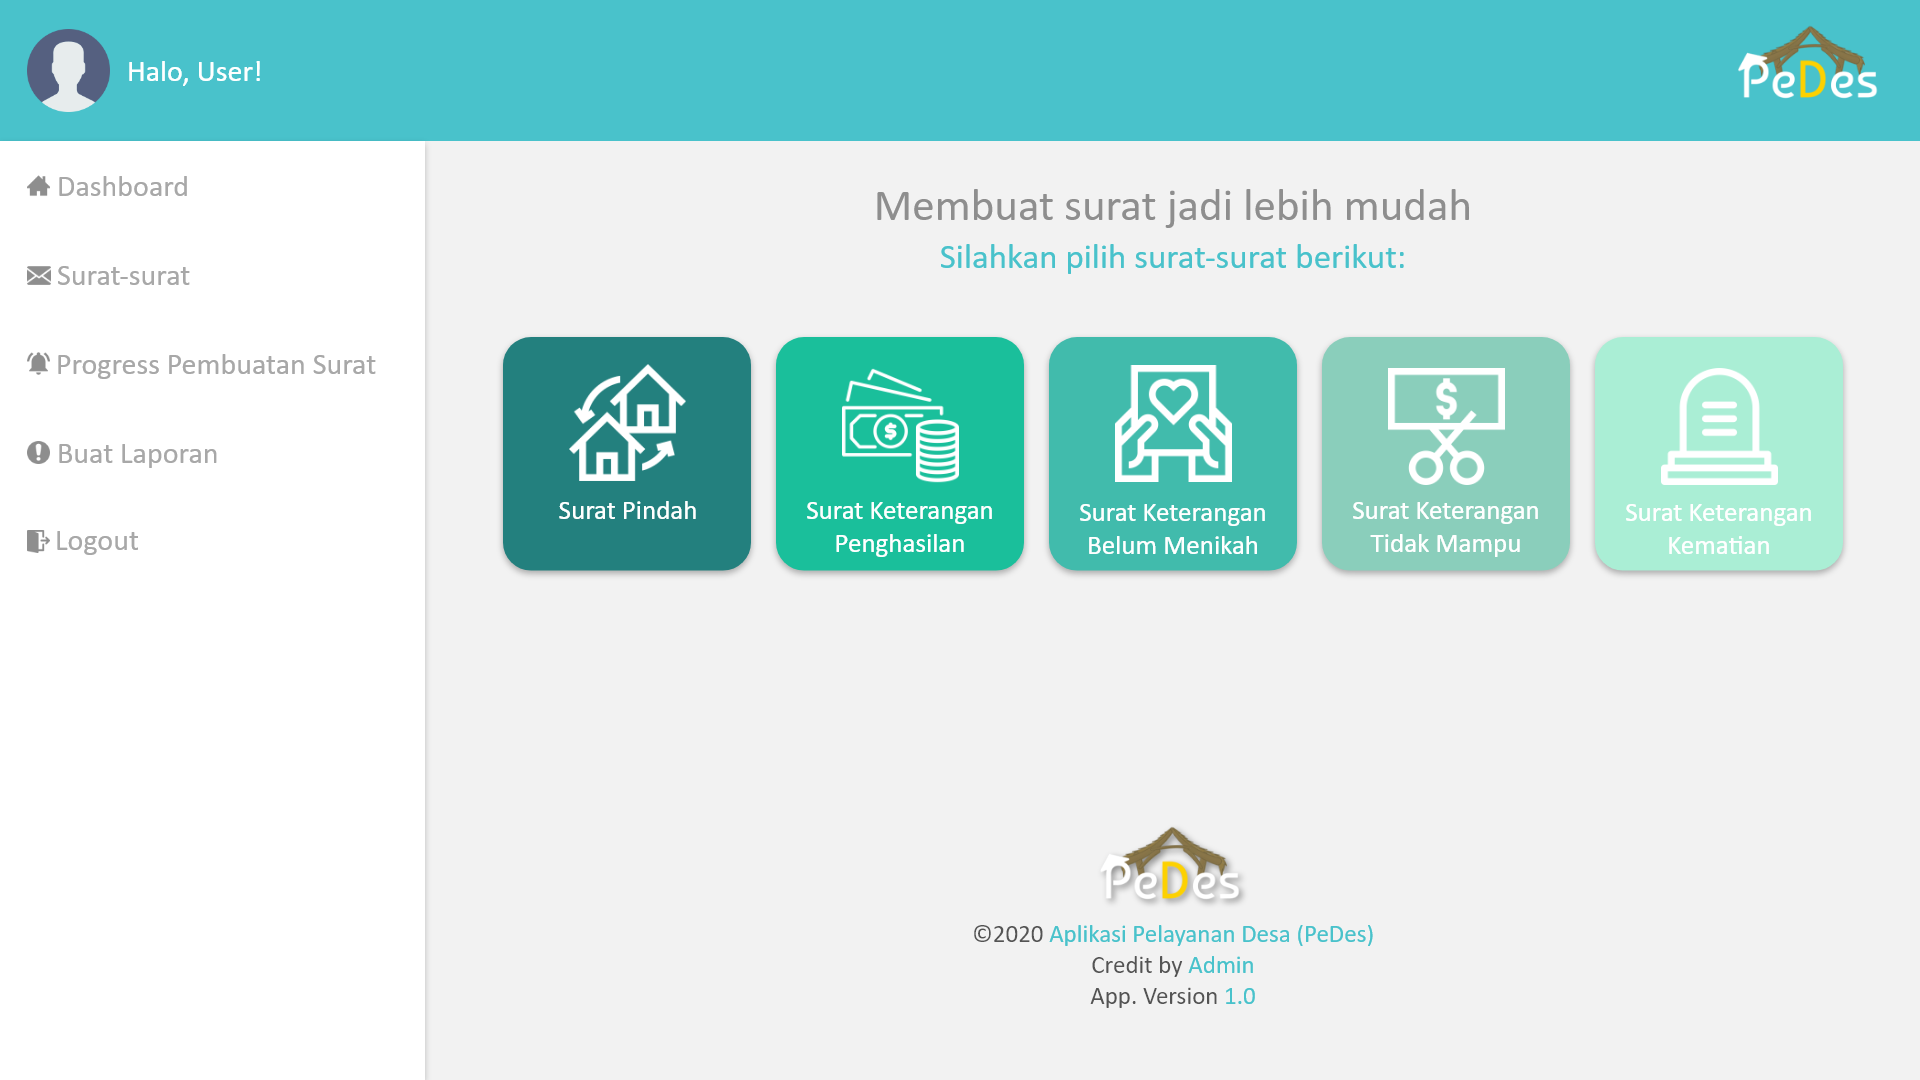 Halo, User!
PeDes
Dashboard
Surat-surat
Progress Pembuatan Surat
Buat Laporan
Logout
Membuat surat jadi lebih mudah
Silahkan pilih surat-surat berikut:
Surat Pindah
Surat Keterangan
Penghasilan
Surat Keterangan
Belum Menikah
Surat Keterangan
Tidak Mampu
Surat Keterangan
Kematian
PeDes
©2020 Aplikasi Pelayanan Desa (PeDes)
Credit by Admin
App. Version 1.0